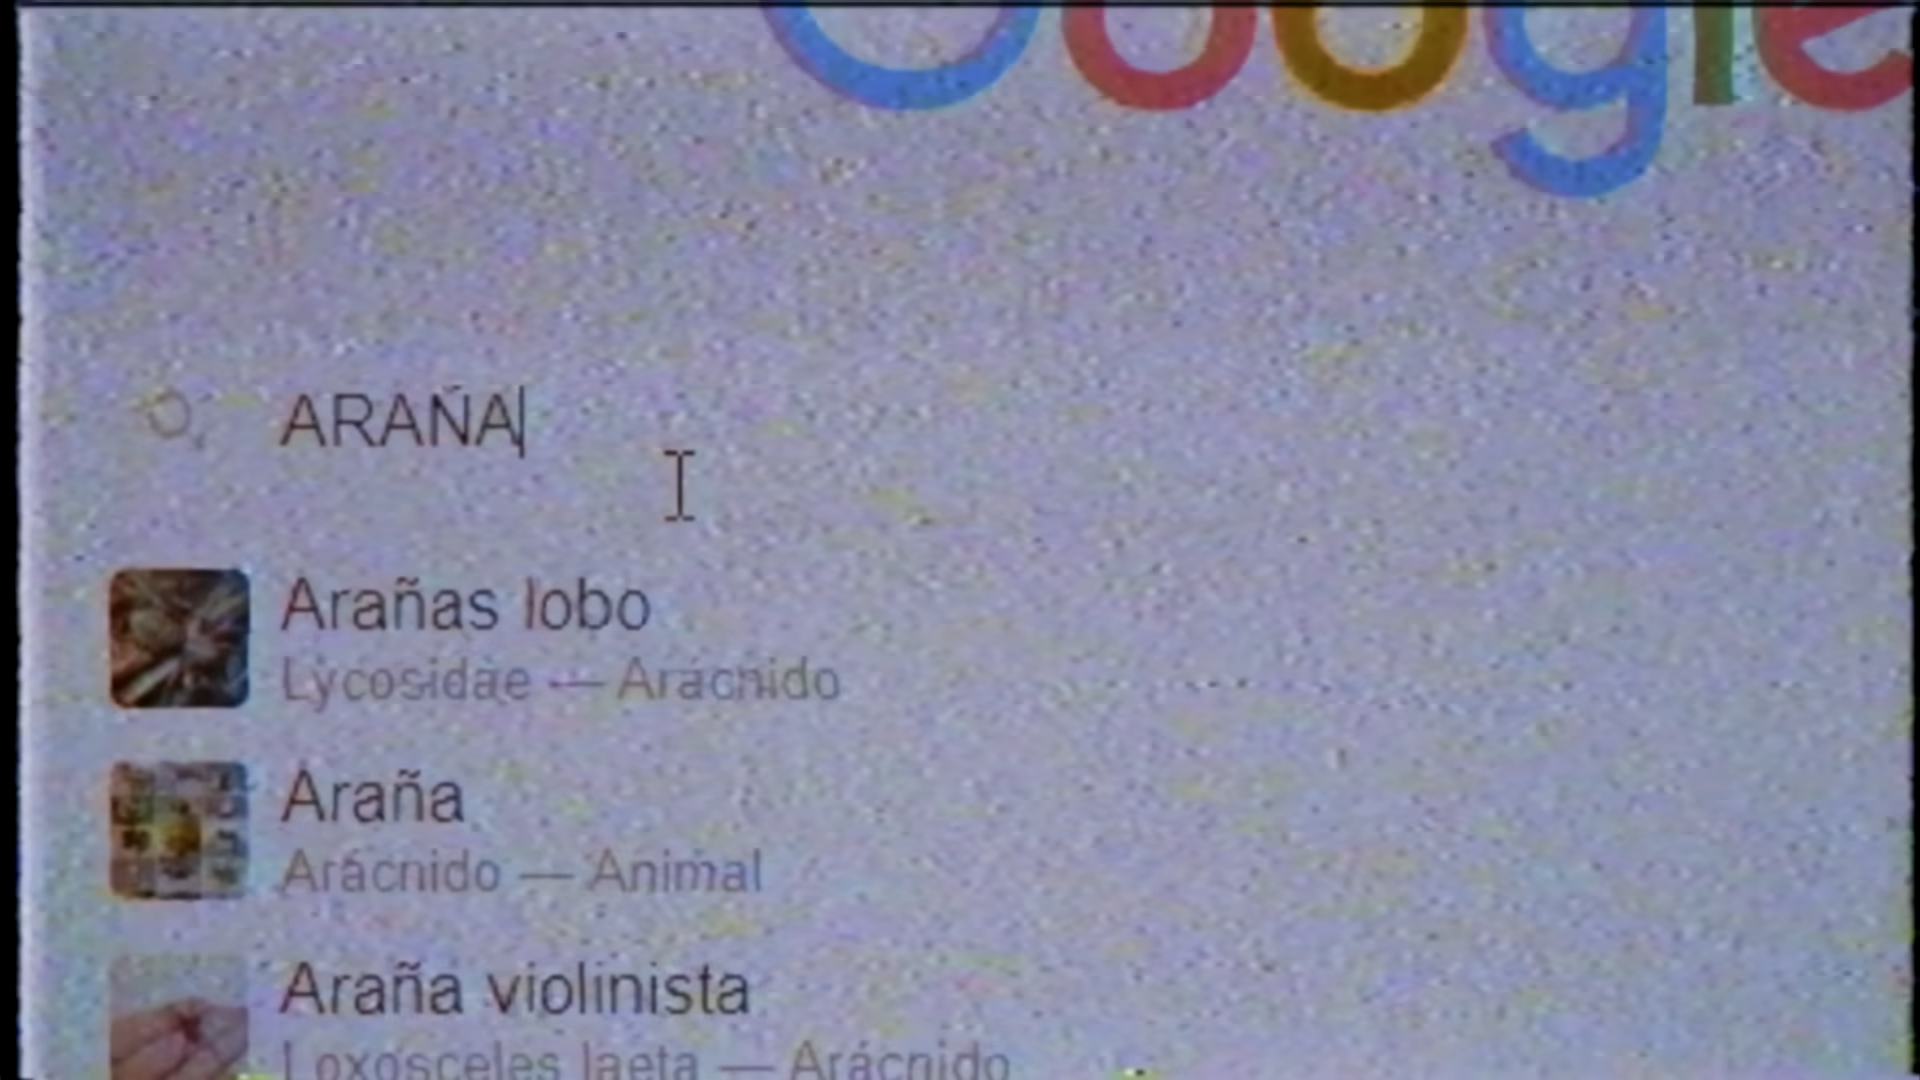 Google
ARAÑA
Arañas lobo
Lycosidae — Arácnido
Araña
Arácnido — Animal
Araña violinista
Loxosceles laeta — Arácnido